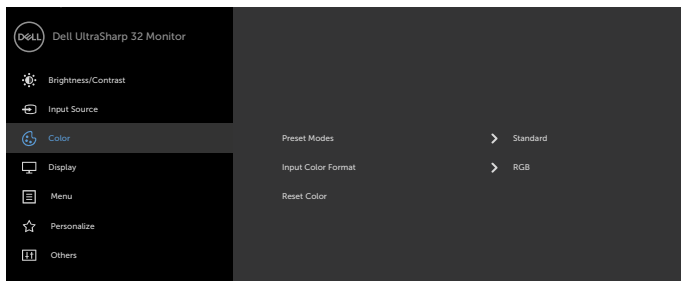 DELL Dell UltraSharp 32 Monitor
Brightness/Contrast
Input Source
Color Preset Modes Standard
Display Input Color Format RGB
Menu Reset Color
Personalize
Others